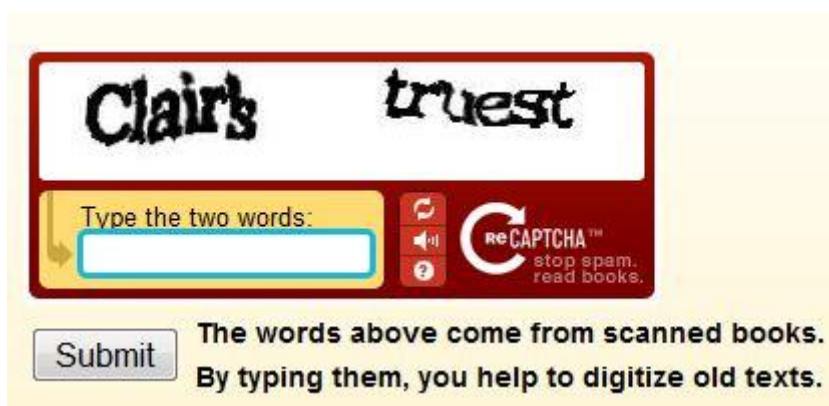 Clair's truest
Type the two words:
reCAPTCHA™
stop spam.
read books.
Submit
The words above come from scanned books.
By typing them, you help to digitize old texts.